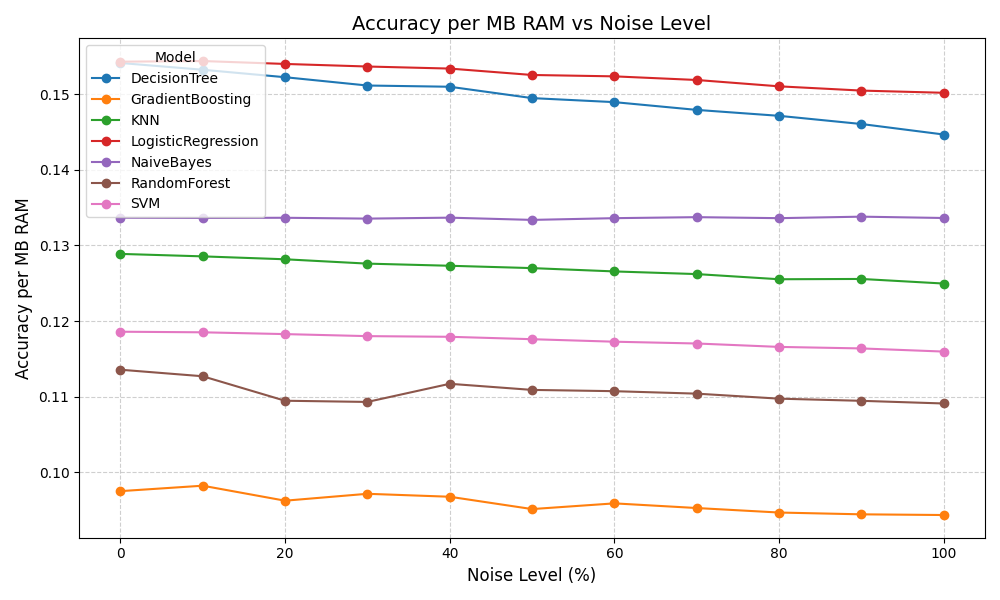 Accuracy per MB RAM vs Noise Level
Model
DecisionTree
GradientBoosting
KNN
LogisticRegression
NaiveBayes
RandomForest
SVM
Accuracy per MB RAM
0.15
0.14
0.13
0.12
0.11
0.10
0 20 40 60 80 100
Noise Level (%)